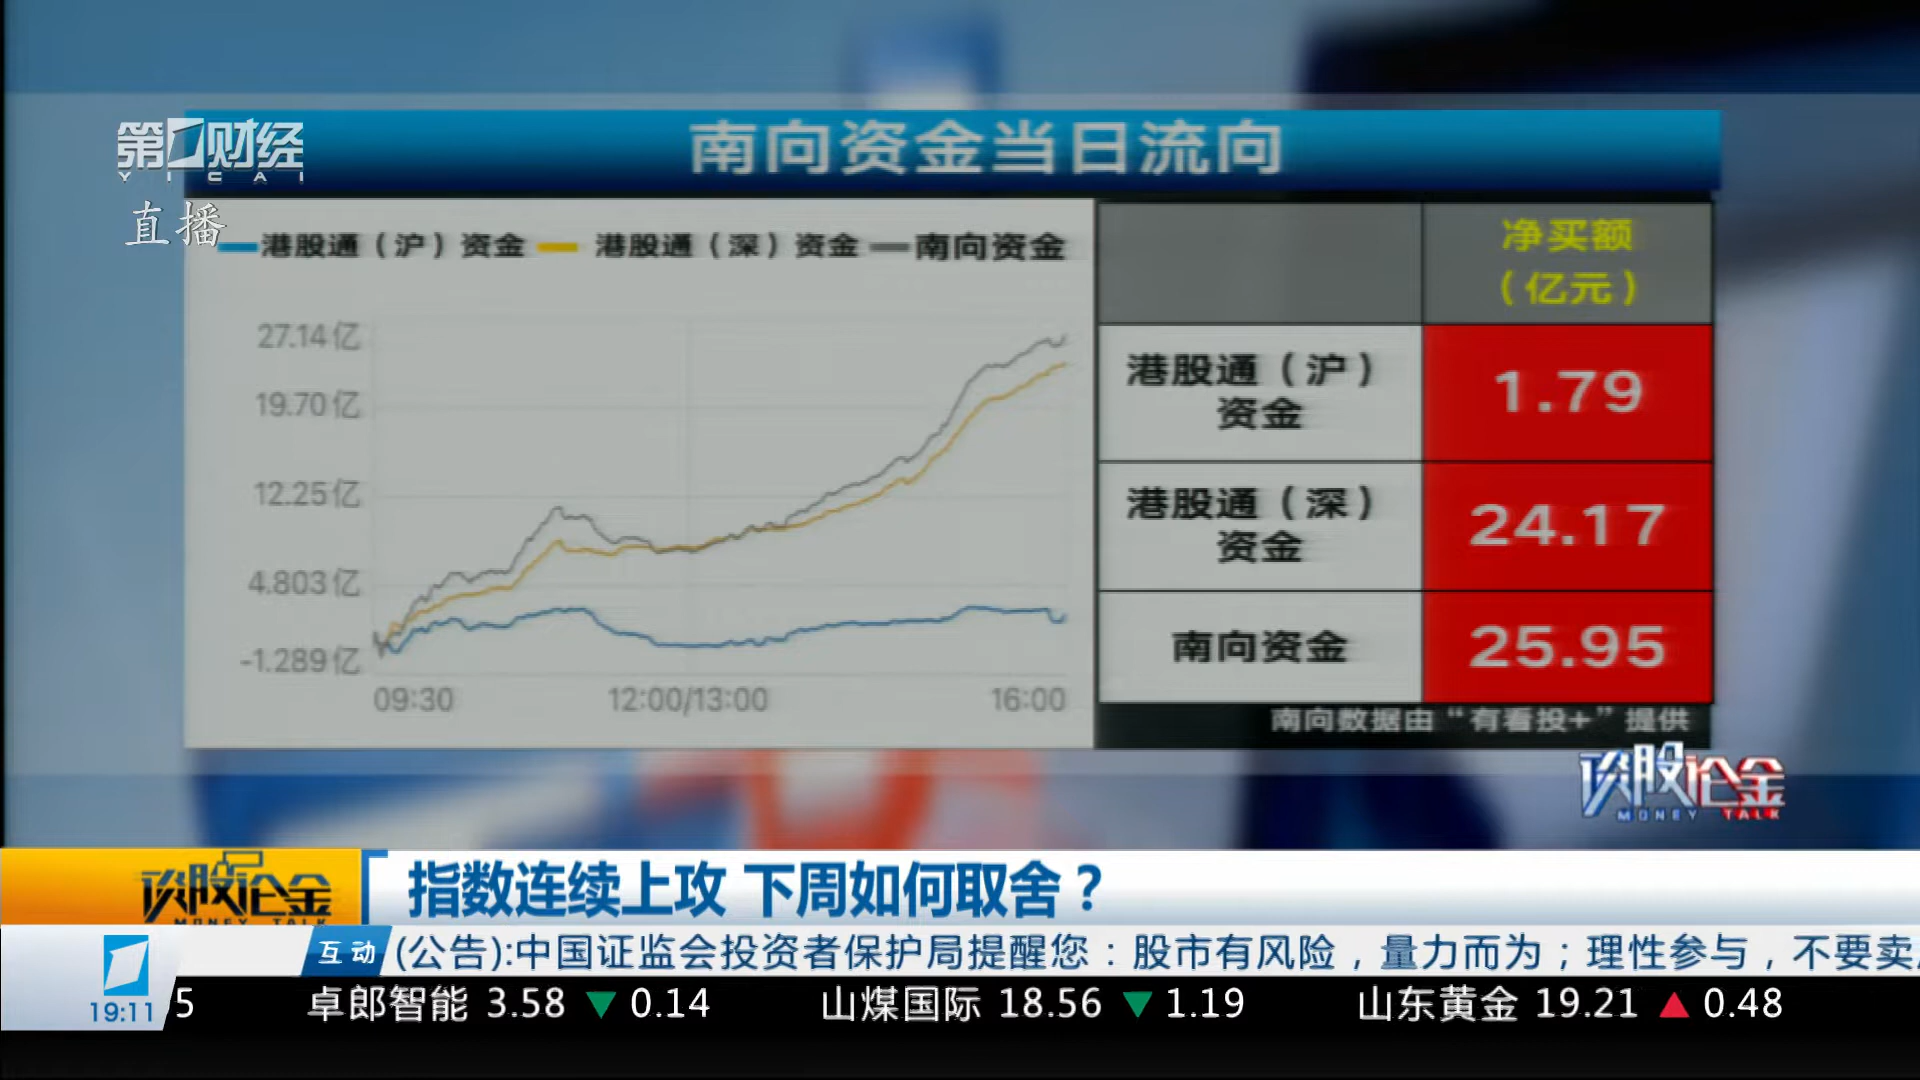 第1财经
YICAI
直播
南向资金当日流向
港股通（沪）资金 港股通（深）资金 南向资金
27.14亿
19.70亿
12.25亿
4.803亿
-1.289亿
09:30 12:00/13:00 16:00
净买额
（亿元）
港股通（沪）
资金
1.79
港股通（深）
资金
24.17
南向资金
25.95
南向数据由“有看投+”提供
谈股论金
MONEY TALK
谈股论金
MONEY TALK
指数连续上攻 下周如何取舍？
互动
(公告):中国证监会投资者保护局提醒您：股市有风险，量力而为；理性参与，不要卖
19:11
5 卓郎智能 3.58 ▼ 0.14 山煤国际 18.56 ▼ 1.19 山东黄金 19.21 ▲ 0.48